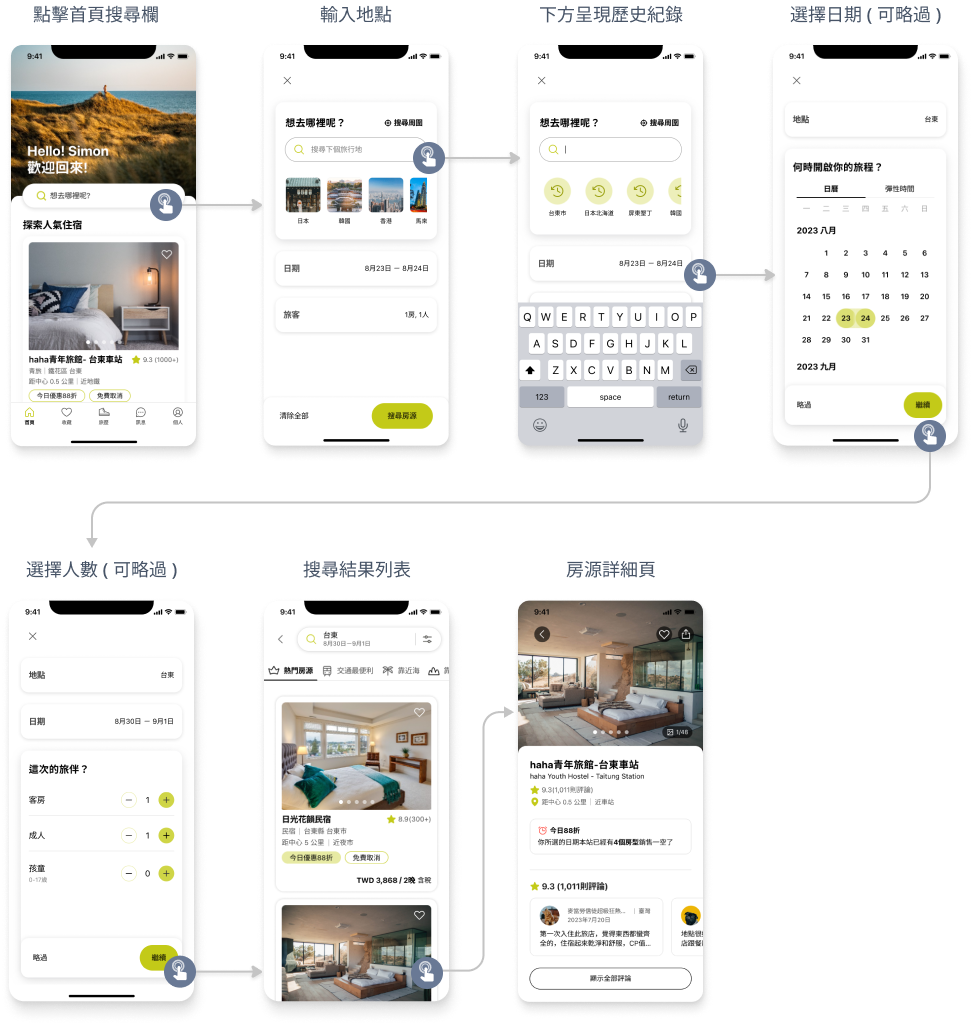 點擊首頁搜尋欄
輸入地點
下方呈現歷史紀錄
選擇日期 ( 可略過 )
9:41
Hello! Simon
歡迎回來!
想去哪裡呢?
探索人氣住宿
haha青年旅館- 台東車站
9.3 (1000+)
青旅｜鐵花區 台東
距中心 0.5 公里｜近地鐵
今日優惠88折
免費取消
首頁
收藏
旅歷
訊息
個人
9:41
想去哪裡呢？
搜尋周圍
搜尋下個旅行地
日本
韓國
香港
馬來
日期
8月23日 － 8月24日
旅客
1房, 1人
清除全部
搜尋房源
9:41
想去哪裡呢？
搜尋周圍
台東市
日本北海道
屏東墾丁
韓國
日期
8月23日 － 8月24日
Q W E R T Y U I O P
A S D F G H J K L
Z X C V B N M
123
space
return
9:41
地點
台東
何時開啟你的旅程？
日曆
彈性時間
一 二 三 四 五 六 日
2023 八月
1 2 3 4 5 6
7 8 9 10 11 12 13
14 15 16 17 18 19 20
21 22 23 24 25 26 27
28 29 30 31
2023 九月
略過
繼續
選擇人數 ( 可略過 )
搜尋結果列表
房源詳細頁
9:41
地點
台東
日期
8月30日 － 9月1日
這次的旅伴？
客房
1
成人
1
孩童
0
0-17歲
略過
繼續
9:41
台東
8月30日－9月1日
熱門房源
交通最便利
靠近海
日光花韻民宿
8.9(300+)
民宿｜台東縣 台東市
距中心 5 公里｜近夜市
今日優惠88折
免費取消
TWD 3,868 / 2晚 含稅
9:41
1/48
haha青年旅館-台東車站
haha Youth Hostel - Taitung Station
9.3(1,011則評論)
距中心 0.5 公里｜近車站
今日88折
你所選的日期本站已經有4個房型銷售一空了
9.3 (1,011則評論)
｜臺灣
2023年7月20日
第一次入住此旅店，覺得東西都蠻齊
全的，住宿起來乾淨和舒服，CP值...
地點很
店跟餐
顯示全部評論